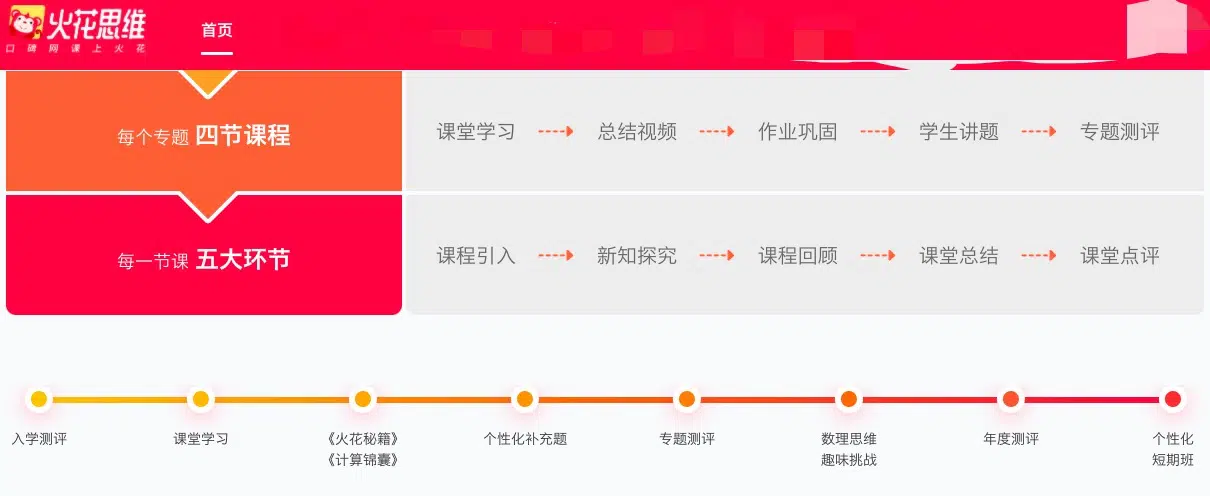 火花思维
口碑网课上火花
首页
每个专题 四节课程
课堂学习 总结视频 作业巩固 学生讲题 专题测评
每一节课 五大环节
课程引入 新知探究 课程回顾 课堂总结 课堂点评
入学测评 课堂学习 《火花秘籍》 个性化补充题 专题测评 数理思维 年度测评 个性化
《计算锦囊》 趣味挑战 短期班